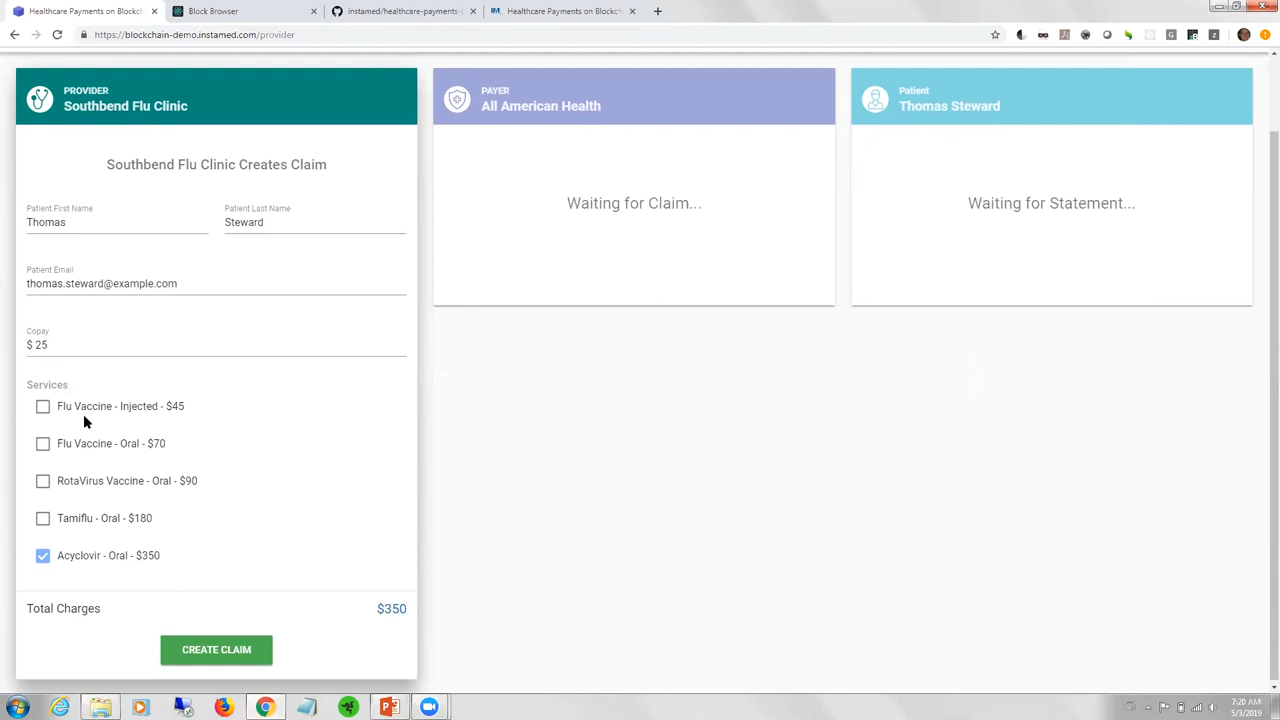 Healthcare Payments on Blockch
Block Browser
instamed/healthcare-payments-
Healthcare Payments on Blockch
https://blockchain-demo.instamed.com/provider
PROVIDER
Southbend Flu Clinic
Southbend Flu Clinic Creates Claim
Patient First Name
Thomas
Patient Last Name
Steward
Patient Email
thomas.steward@example.com
Copay
$ 25
Services
Flu Vaccine - Injected - $45
Flu Vaccine - Oral - $70
RotaVirus Vaccine - Oral - $90
Tamiflu - Oral - $180
Acyclovir - Oral - $350
Total Charges
$350
CREATE CLAIM
PAYER
All American Health
Waiting for Claim...
Patient
Thomas Steward
Waiting for Statement...
7:20 AM
5/3/2019